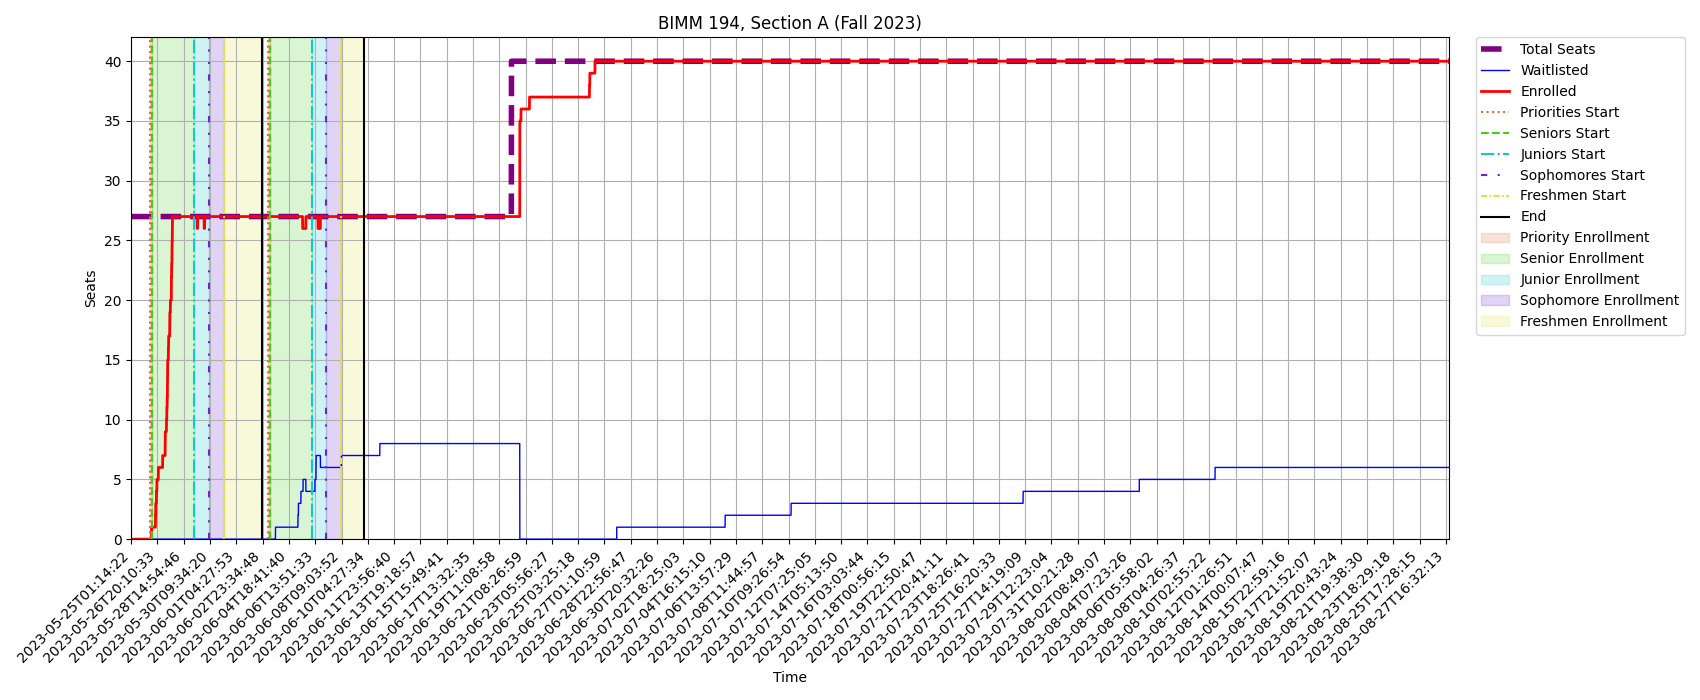 BIMM 194, Section A (Fall 2023)
Seats
40
35
30
25
20
15
10
5
0
2023-05-25T01:14:22
2023-05-26T20:10:33
2023-05-28T14:54:46
2023-05-30T09:34:20
2023-06-01T04:27:53
2023-06-02T23:34:48
2023-06-04T18:41:40
2023-06-06T13:51:33
2023-06-08T09:03:52
2023-06-10T04:27:34
2023-06-11T23:56:40
2023-06-13T19:18:57
2023-06-15T15:49:41
2023-06-17T13:32:35
2023-06-19T11:08:58
2023-06-21T08:26:59
2023-06-23T05:56:27
2023-06-25T03:25:18
2023-06-27T01:10:59
2023-06-28T22:56:47
2023-06-30T20:32:26
2023-07-02T18:25:03
2023-07-04T16:15:10
2023-07-06T13:57:29
2023-07-08T11:44:57
2023-07-10T09:26:54
2023-07-12T07:25:05
2023-07-14T05:13:50
2023-07-16T03:03:44
2023-07-18T00:56:15
2023-07-19T22:50:47
2023-07-21T20:41:11
2023-07-23T18:26:41
2023-07-25T16:20:33
2023-07-27T14:19:09
2023-07-29T12:23:04
2023-07-31T10:21:28
2023-08-02T08:49:07
2023-08-04T07:23:26
2023-08-06T05:58:02
2023-08-08T04:26:37
2023-08-10T02:55:22
2023-08-12T01:26:51
2023-08-14T00:07:47
2023-08-15T22:59:16
2023-08-17T21:52:07
2023-08-19T20:43:24
2023-08-21T19:38:30
2023-08-23T18:29:18
2023-08-25T17:28:15
2023-08-27T16:32:13
Time
Total Seats
Waitlisted
Enrolled
Priorities Start
Seniors Start
Juniors Start
Sophomores Start
Freshmen Start
End
Priority Enrollment
Senior Enrollment
Junior Enrollment
Sophomore Enrollment
Freshmen Enrollment